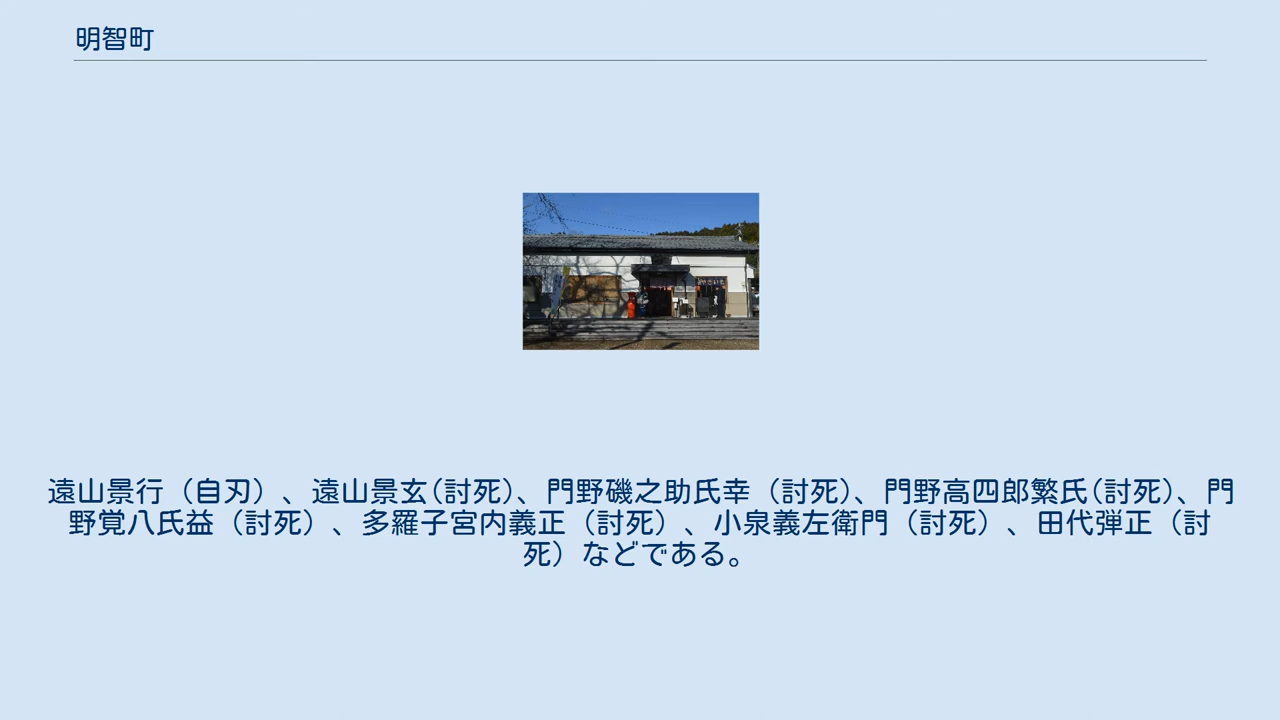 明智町
遠山景行（自刃）、遠山景玄(討死)、門野磯之助氏幸（討死)、門野高四郎繁氏(討死)、門
野覚八氏益（討死）、多羅子宮内義正（討死）、小泉義左衛門（討死）、田代弾正（討
死）などである。